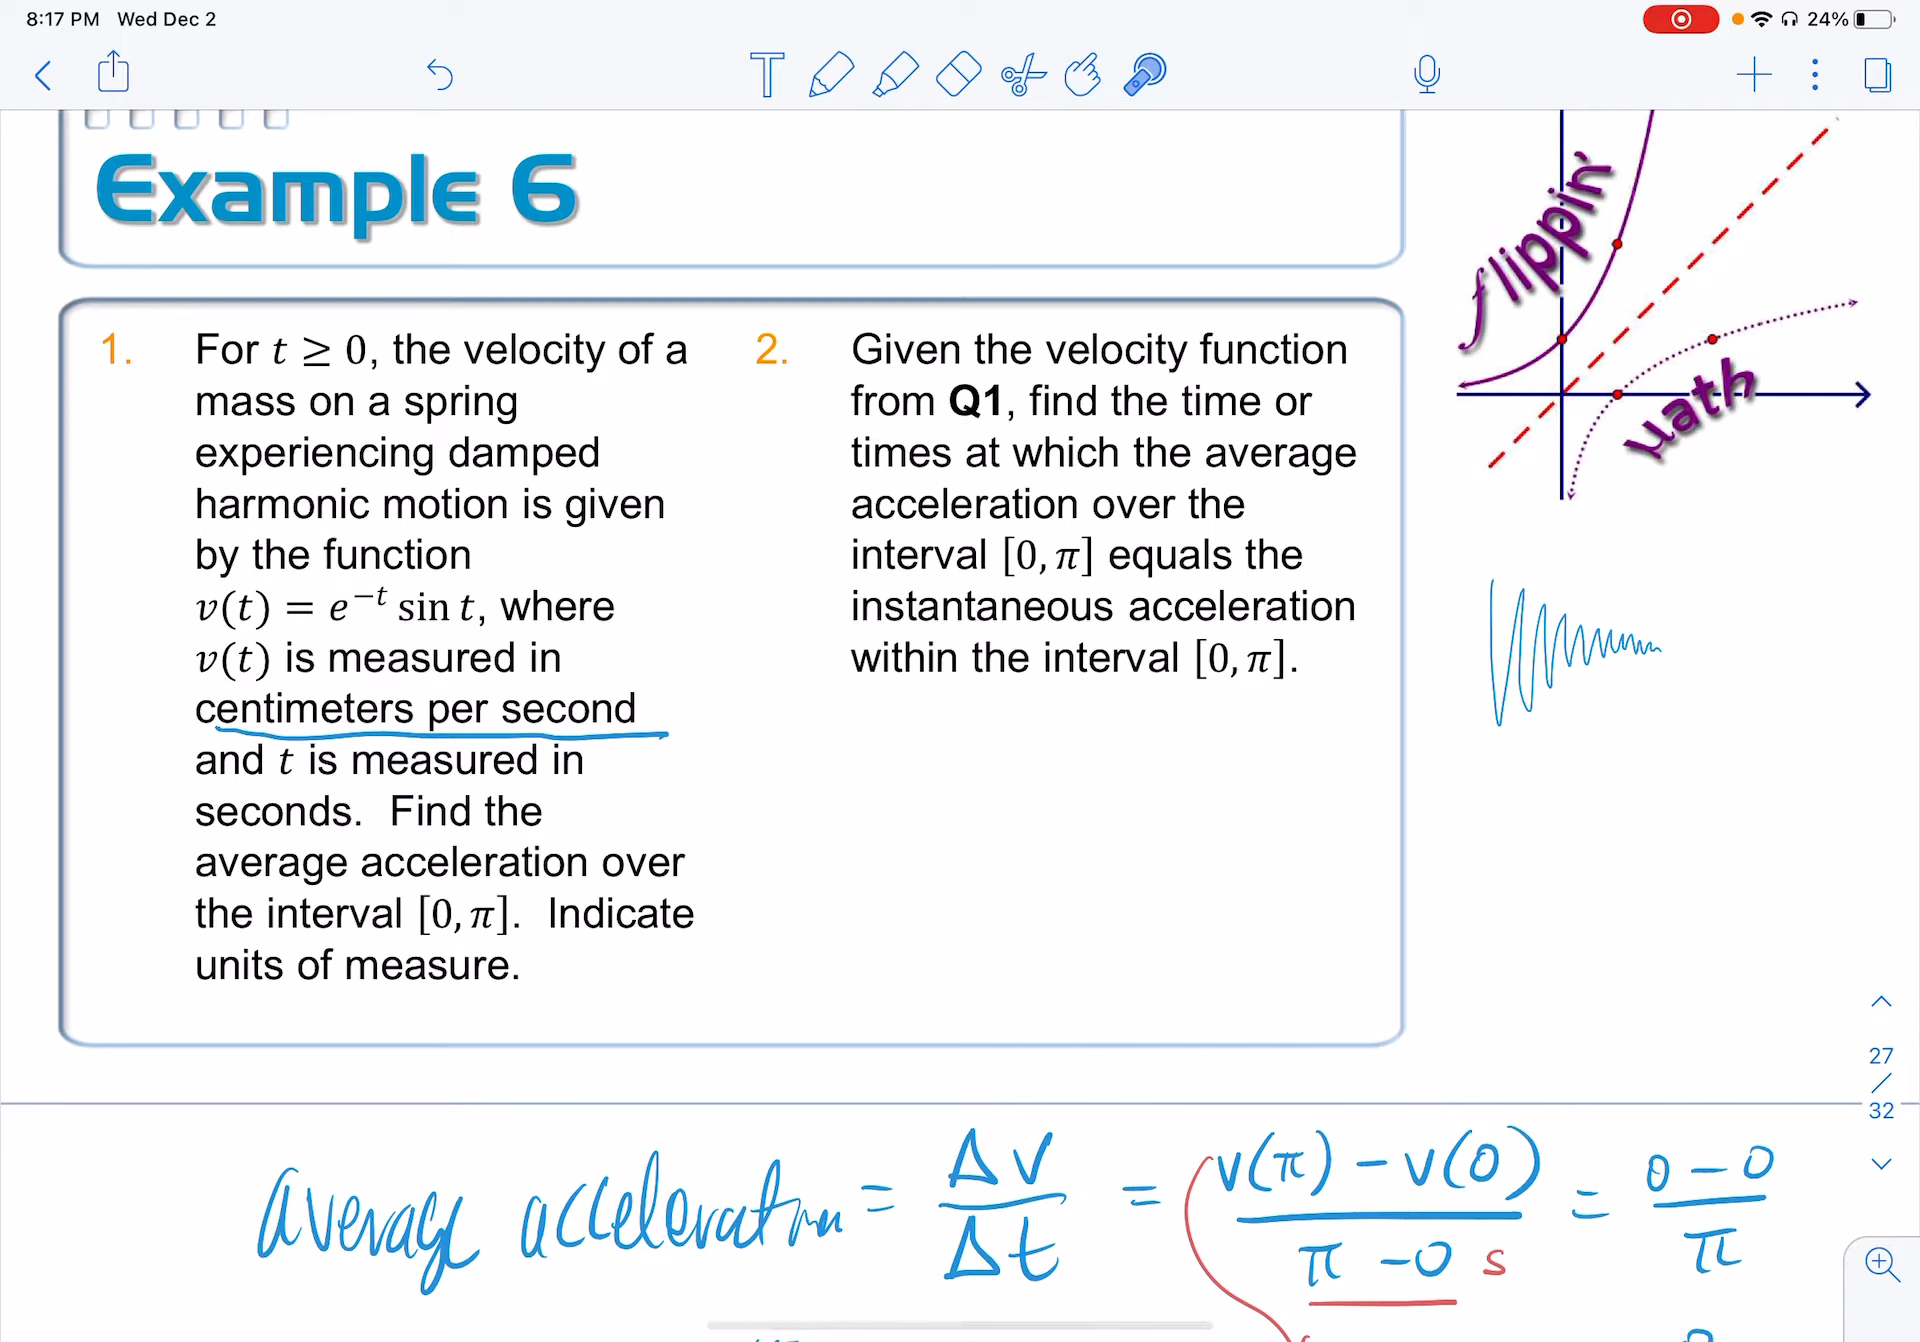 8:17 PM Wed Dec 2
24%
Example 6
flippin'
math
1. For t ≥ 0, the velocity of a
mass on a spring
experiencing damped
harmonic motion is given
by the function
v(t) = e^{-t} sin t, where
v(t) is measured in
centimeters per second
and t is measured in
seconds. Find the
average acceleration over
the interval [0, π]. Indicate
units of measure.
2. Given the velocity function
from Q1, find the time or
times at which the average
acceleration over the
interval [0, π] equals the
instantaneous acceleration
within the interval [0, π].
27
/
32
average acceleration = Δv/Δt = (v(π) − v(0))/(π − 0 s) = (0 − 0)/π